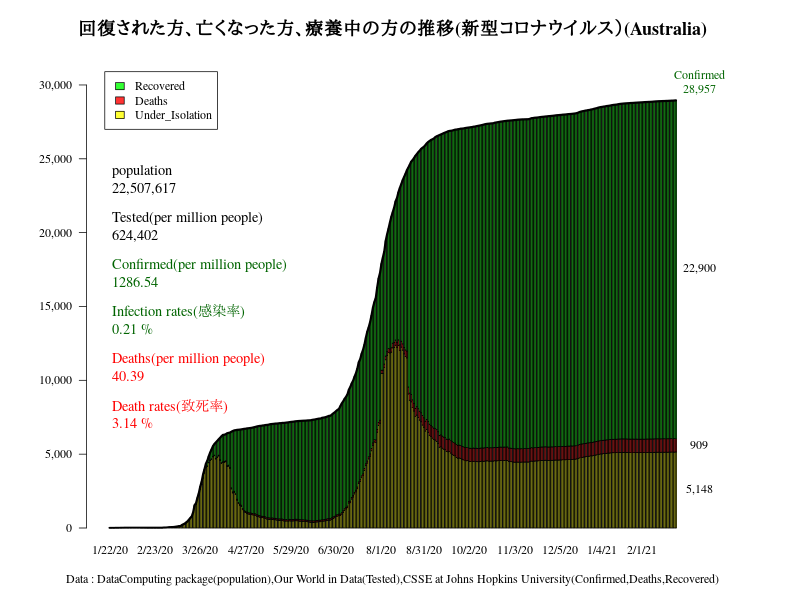 回復された方、亡くなった方、療養中の方の推移(新型コロナウイルス）(Australia)
Confirmed
28,957
Recovered
Deaths
Under_Isolation
population
22,507,617
Tested(per million people)
624,402
Confirmed(per million people)
1286.54
Infection rates(感染率)
0.21 %
Deaths(per million people)
40.39
Death rates(致死率)
3.14 %
30,000
25,000
20,000
15,000
10,000
5,000
0
22,900
909
5,148
1/22/20 2/23/20 3/26/20 4/27/20 5/29/20 6/30/20 8/1/20 8/31/20 10/2/20 11/3/20 12/5/20 1/4/21 2/1/21
Data : DataComputing package(population),Our World in Data(Tested),CSSE at Johns Hopkins University(Confirmed,Deaths,Recovered)